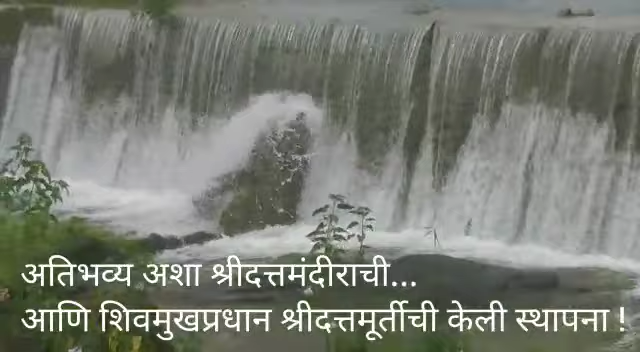 अतिभव्य अशा श्रीदत्तमंदीराची...
आणि शिवमुखप्रधान श्रीदत्तमूर्तीची केली स्थापना !